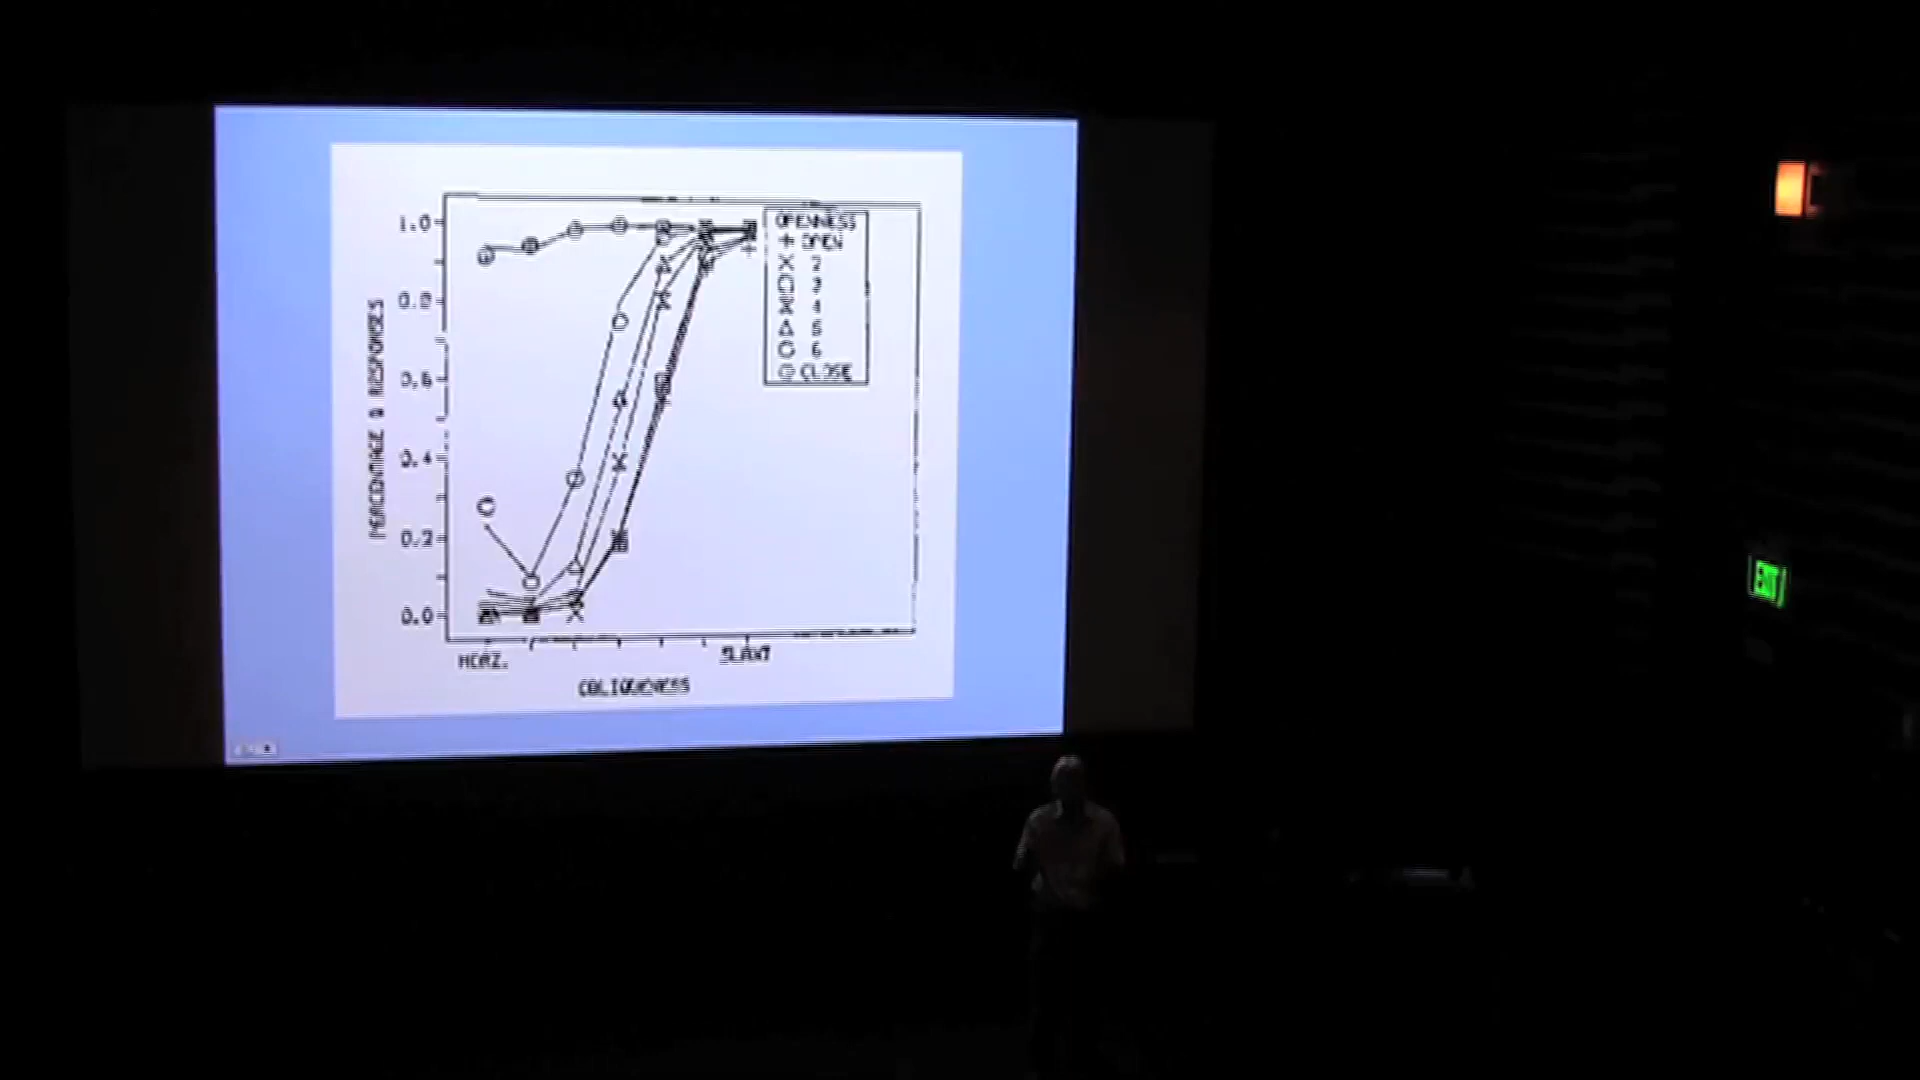 OPENNESS
+ OPEN
2
3
4
5
6
CLOSE
1.0
0.8
0.6
0.4
0.2
0.0
PERCENTAGE a RESPONSES
HORZ.
SLANT
OBLIQUENESS
EXIT